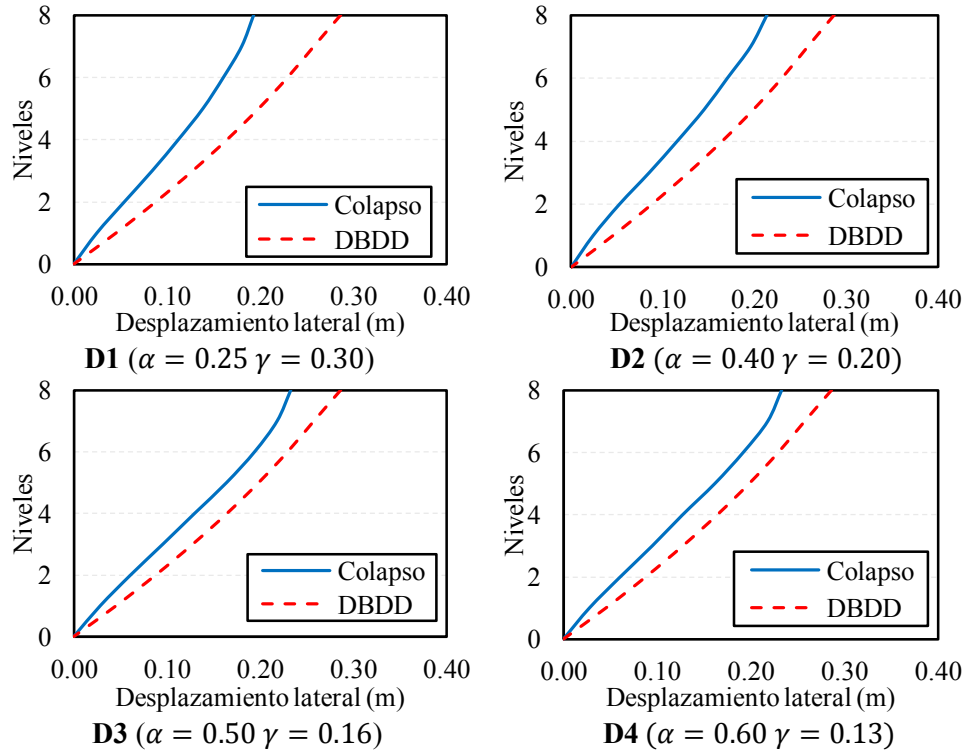 8
6
4
2
0
Niveles
Colapso
DBDD
0.00 0.10 0.20 0.30 0.40
Desplazamiento lateral (m)
D1 (α = 0.25 γ = 0.30)
8
6
4
2
0
Niveles
Colapso
DBDD
0.00 0.10 0.20 0.30 0.40
Desplazamiento lateral (m)
D2 (α = 0.40 γ = 0.20)
8
6
4
2
0
Niveles
Colapso
DBDD
0.00 0.10 0.20 0.30 0.40
Desplazamiento lateral (m)
D3 (α = 0.50 γ = 0.16)
8
6
4
2
0
Niveles
Colapso
DBDD
0.00 0.10 0.20 0.30 0.40
Desplazamiento lateral (m)
D4 (α = 0.60 γ = 0.13)